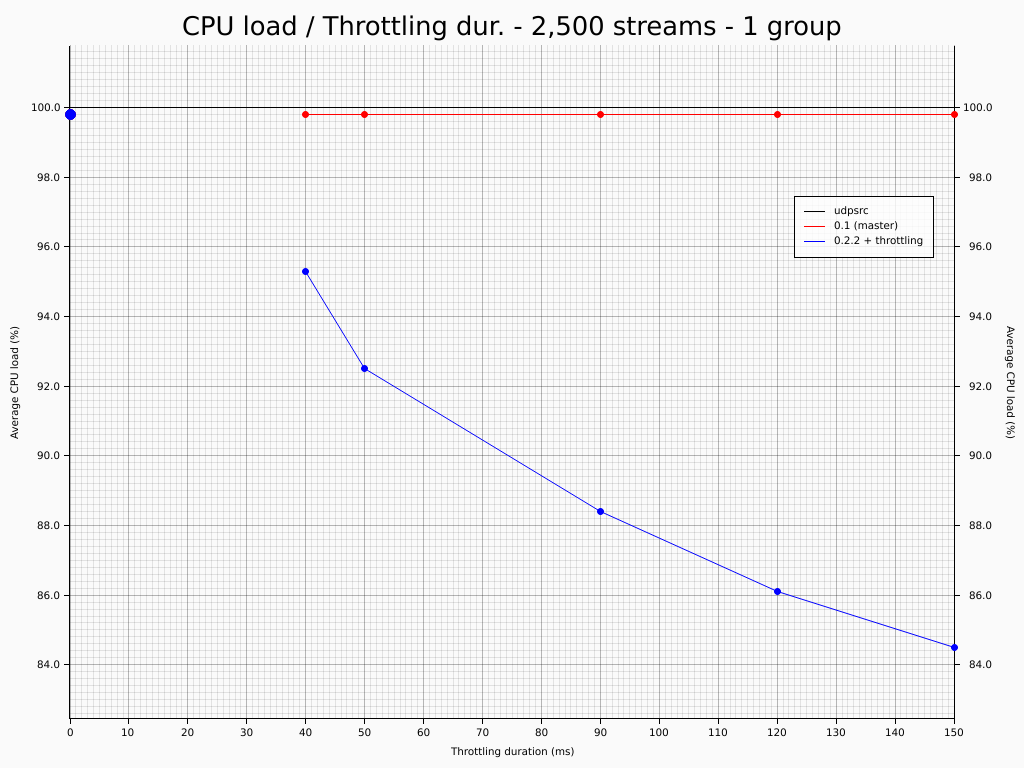 CPU load / Throttling dur. - 2,500 streams - 1 group
100.0
98.0
96.0
94.0
92.0
90.0
88.0
86.0
84.0
Average CPU load (%)
udpsrc
0.1 (master)
0.2.2 + throttling
100.0
98.0
96.0
94.0
92.0
90.0
88.0
86.0
84.0
Average CPU load (%)
0 10 20 30 40 50 60 70 80 90 100 110 120 130 140 150
Throttling duration (ms)